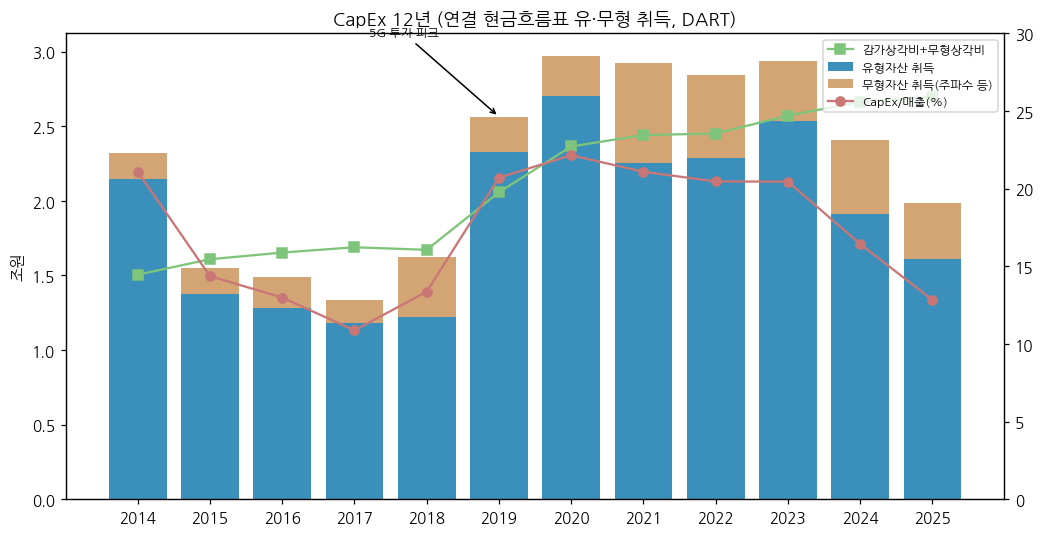 CapEx 12년 (연결 현금흐름표 유·무형 취득, DART)
5G 투자 피크
감가상각비+무형상각비
유형자산 취득
무형자산 취득(주파수 등)
CapEx/매출(%)
조원
3.0
2.5
2.0
1.5
1.0
0.5
0.0
30
25
20
15
10
5
0
2014 2015 2016 2017 2018 2019 2020 2021 2022 2023 2024 2025